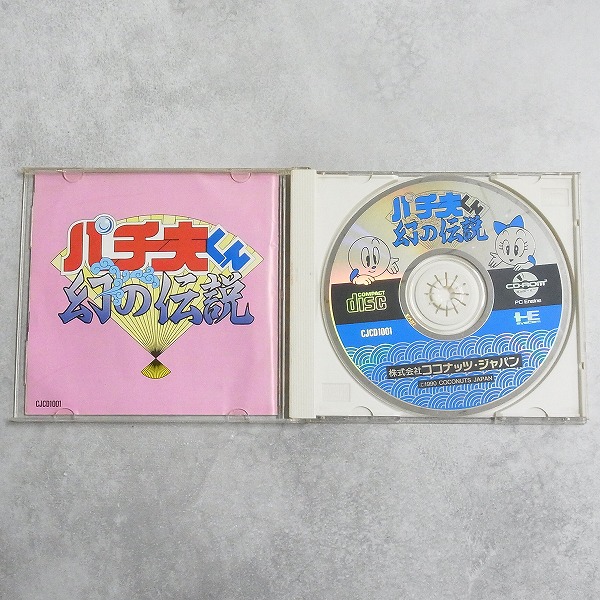 パチ夫くん
幻の伝説
CJCD1001
パチ夫くん
幻の伝説
COMPACT
disc
CD-ROM
PC Engine
CJCD1001
HE
株式会社ココナッツ・ジャパン
©1990 COCONUTS JAPAN